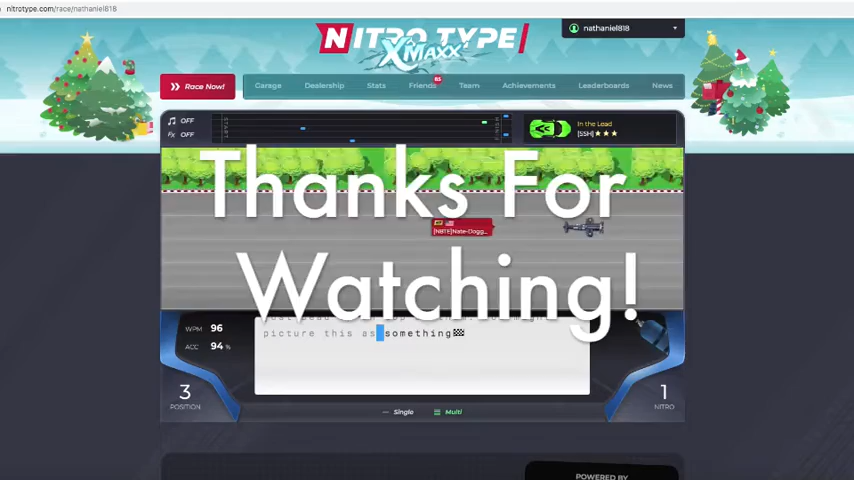 nitrotype.com/race/nathaniel818
NITRO TYPE
XMAXX
nathaniel818
Race Now!
Garage
Dealership
Stats
Friends
85
Team
Achievements
Leaderboards
News
OFF
FX OFF
START
In the Lead
[SSH]
Thanks For
Watching!
[NBTE]Nate-Dogg...
WPM 96
ACC 94 %
picture this as something
3
POSITION
1
NITRO
Single
Multi
POWERED BY